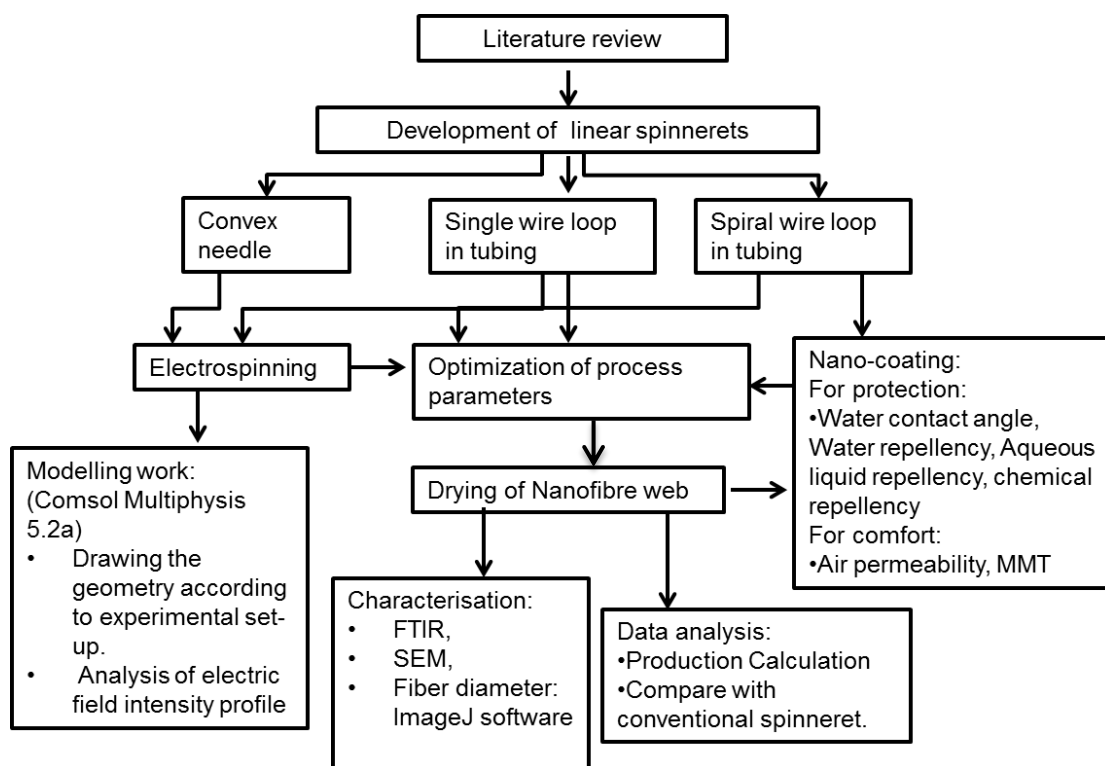 Literature review
Development of linear spinnerets
Convex
needle
Single wire loop
in tubing
Spiral wire loop
in tubing
Electrospinning
Optimization of process
parameters
Nano-coating:
For protection:
•Water contact angle,
Water repellency, Aqueous
liquid repellency, chemical
repellency
For comfort:
•Air permeability, MMT
Modelling work:
(Comsol Multiphysis
5.2a)
• Drawing the
geometry according
to experimental set-
up.
• Analysis of electric
field intensity profile
Drying of Nanofibre web
Characterisation:
• FTIR,
• SEM,
• Fiber diameter:
ImageJ software
Data analysis:
•Production Calculation
•Compare with
conventional spinneret.